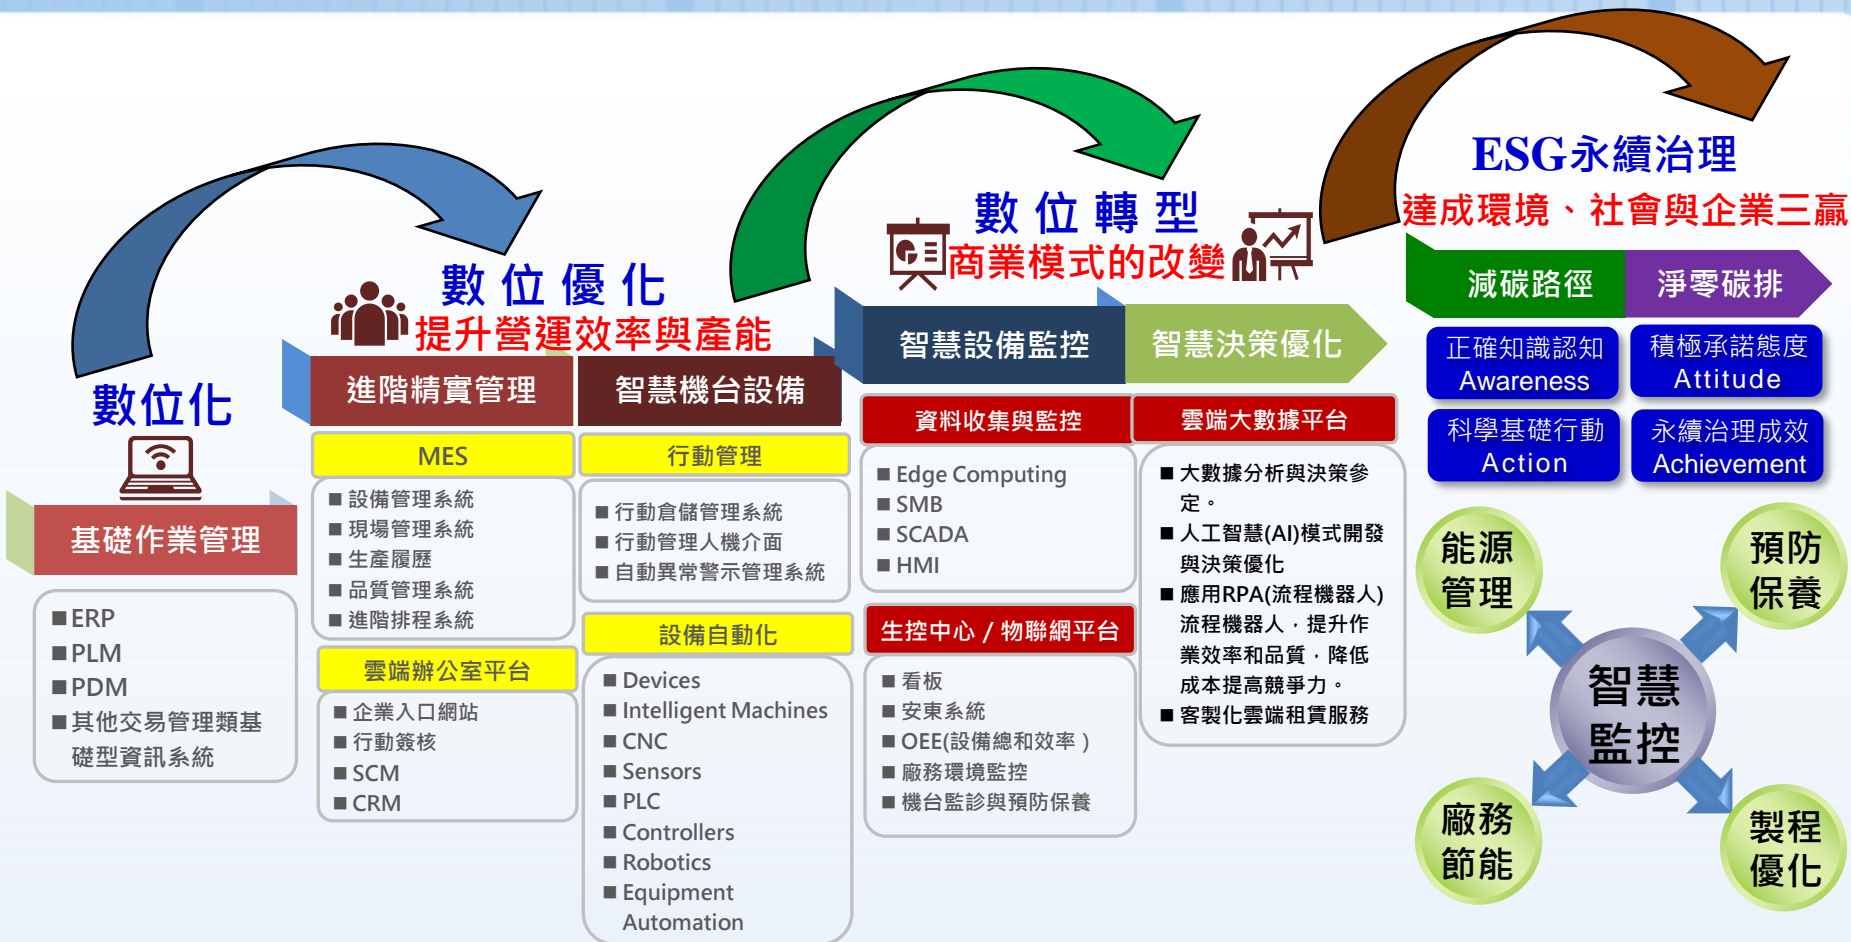 數位化
基礎作業管理
■ERP
■PLM
■PDM
■其他交易管理類基
礎型資訊系統
數位優化
提升營運效率與產能
進階精實管理
智慧機台設備
MES
■設備管理系統
■現場管理系統
■生產履歷
■品質管理系統
■進階排程系統
雲端辦公室平台
■企業入口網站
■行動簽核
■SCM
■CRM
行動管理
■行動倉儲管理系統
■行動管理人機介面
■自動異常警示管理系統
設備自動化
■Devices
■Intelligent Machines
■CNC
■Sensors
■PLC
■Controllers
■Robotics
■Equipment
Automation
數位轉型
商業模式的改變
智慧設備監控
智慧決策優化
資料收集與監控
■Edge Computing
■SMB
■SCADA
■HMI
生控中心 / 物聯網平台
■看板
■安東系統
■OEE(設備總和效率 )
■廠務環境監控
■機台監診與預防保養
雲端大數據平台
■大數據分析與決策參
定。
■人工智慧(AI)模式開發
與決策優化
■應用RPA(流程機器人)
流程機器人，提升作
業效率和品質，降低
成本提高競爭力。
■客製化雲端租賃服務
ESG永續治理
達成環境、社會與企業三贏
減碳路徑
淨零碳排
正確知識認知
Awareness
積極承諾態度
Attitude
科學基礎行動
Action
永續治理成效
Achievement
能源
管理
預防
保養
智慧
監控
廠務
節能
製程
優化